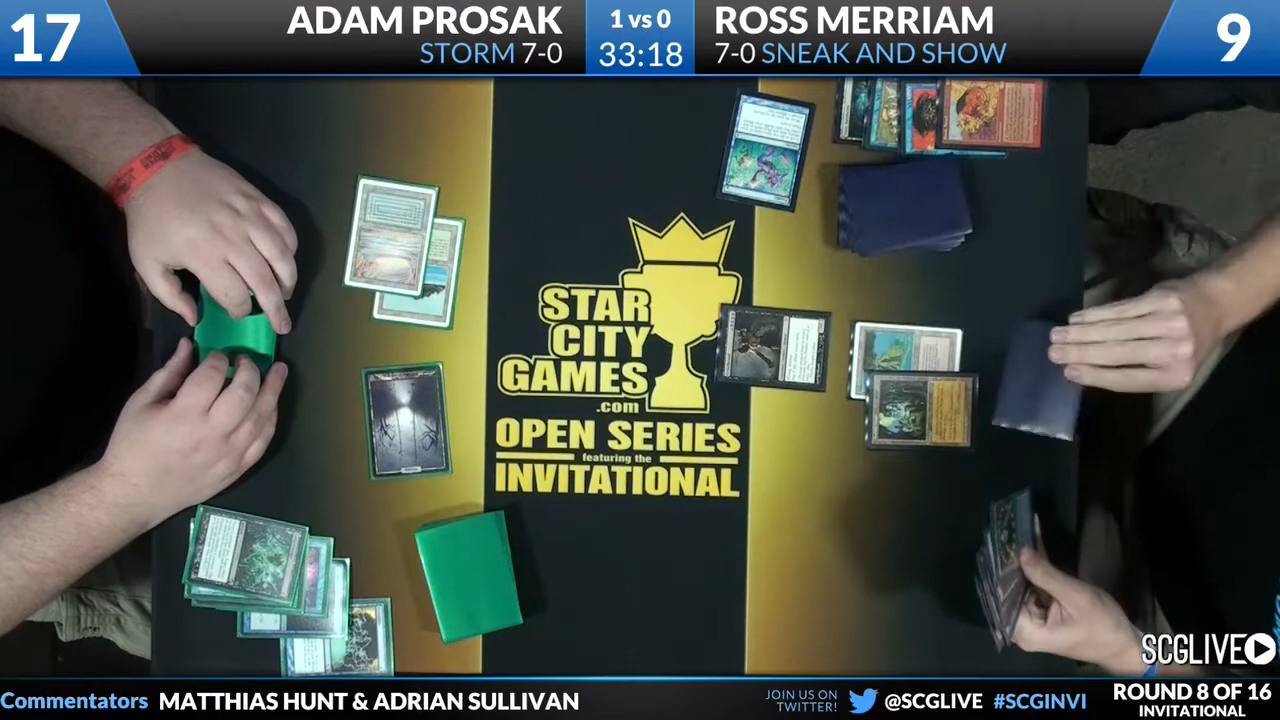 17
ADAM PROSAK
STORM 7-0
1 vs 0
33:18
ROSS MERRIAM
7-0 SNEAK AND SHOW
9
STAR
CITY
GAMES
.com
OPEN SERIES
featuring the
INVITATIONAL
SCGLIVE
Commentators MATTHIAS HUNT & ADRIAN SULLIVAN
JOIN US ON
TWITTER!
@SCGLIVE #SCGINVI
ROUND 8 OF 16
INVITATIONAL